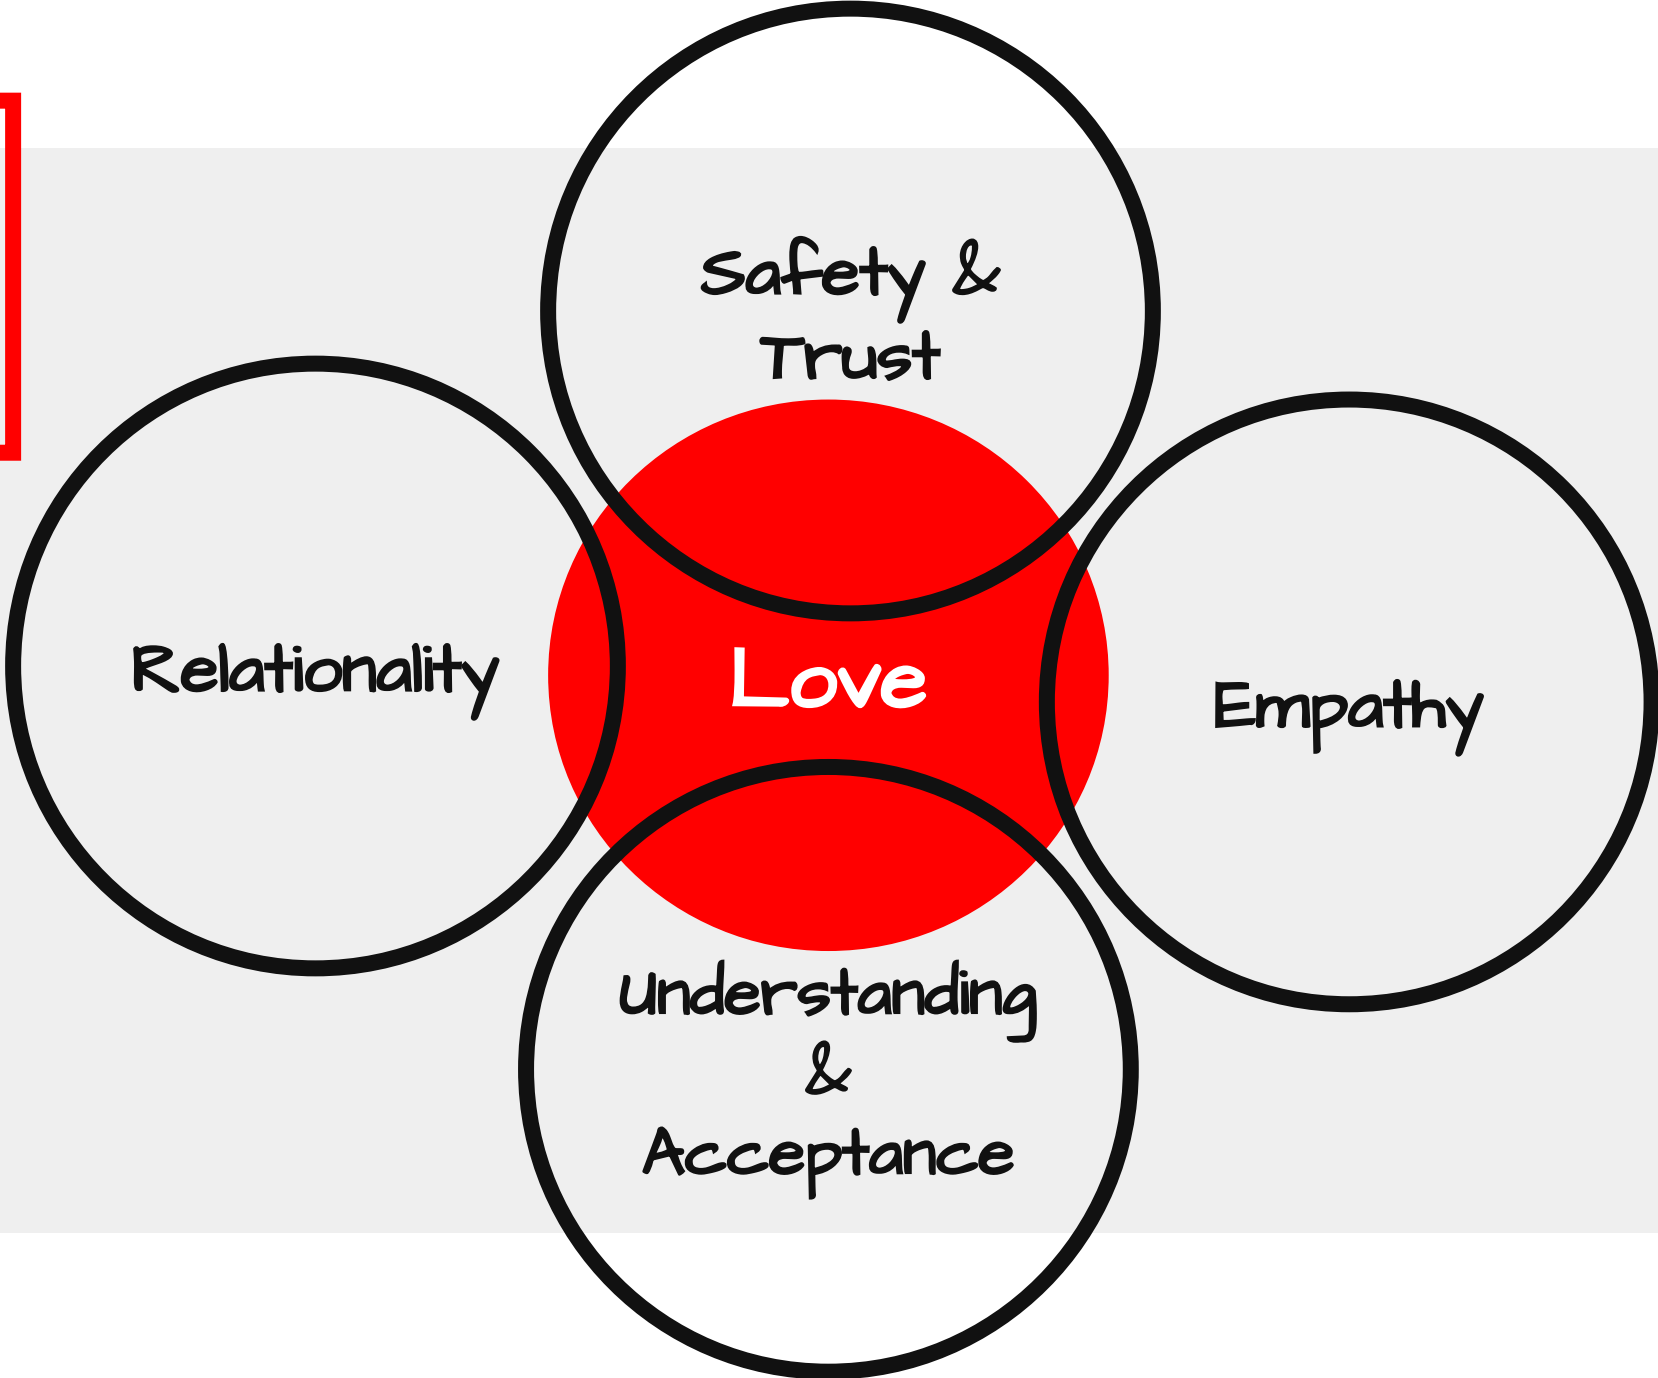 Safety &
Trust
Relationality
Love
Empathy
Understanding
&
Acceptance